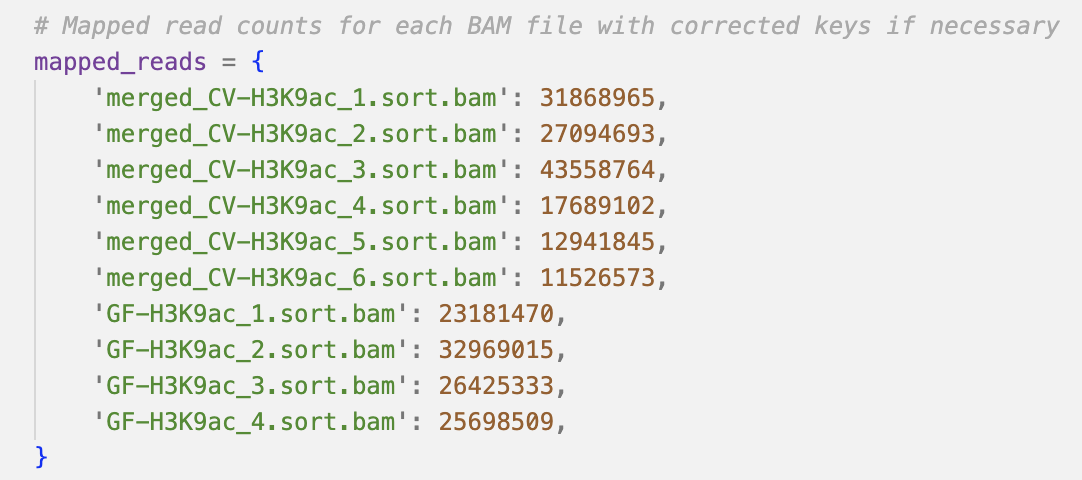 # Mapped read counts for each BAM file with corrected keys if necessary
mapped_reads = {
    'merged_CV-H3K9ac_1.sort.bam': 31868965,
    'merged_CV-H3K9ac_2.sort.bam': 27094693,
    'merged_CV-H3K9ac_3.sort.bam': 43558764,
    'merged_CV-H3K9ac_4.sort.bam': 17689102,
    'merged_CV-H3K9ac_5.sort.bam': 12941845,
    'merged_CV-H3K9ac_6.sort.bam': 11526573,
    'GF-H3K9ac_1.sort.bam': 23181470,
    'GF-H3K9ac_2.sort.bam': 32969015,
    'GF-H3K9ac_3.sort.bam': 26425333,
    'GF-H3K9ac_4.sort.bam': 25698509,
}